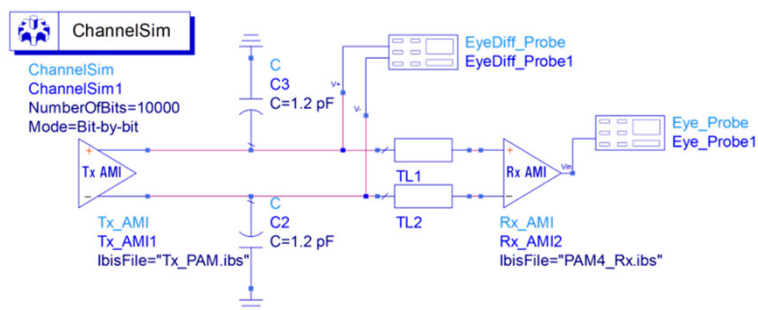 ChannelSim
ChannelSim
ChannelSim1
NumberOfBits=10000
Mode=Bit-by-bit
C
C3
C=1.2 pF
EyeDiff_Probe
EyeDiff_Probe1
V+
V-
Eye_Probe
Eye_Probe1
+
Tx AMI
−
TL1
TL2
+
Rx AMI
−
Vin
Tx_AMI
Tx_AMI1
IbisFile="Tx_PAM.ibs"
C
C2
C=1.2 pF
Rx_AMI
Rx_AMI2
IbisFile="PAM4_Rx.ibs"